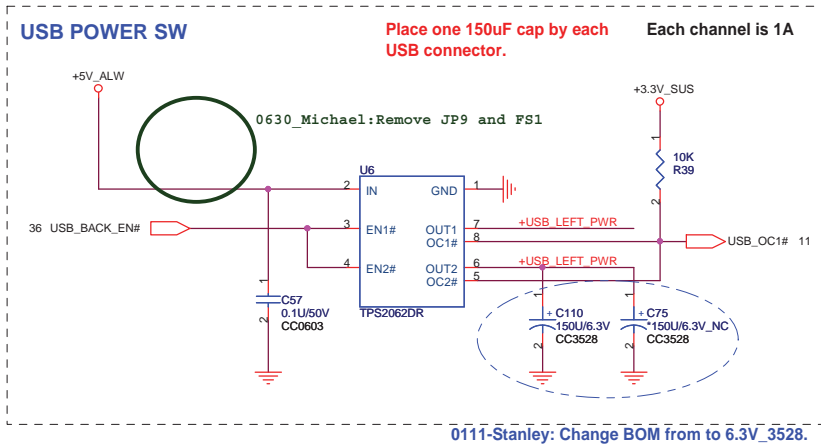 USB POWER SW
Place one 150uF cap by each
USB connector.
Each channel is 1A
+5V_ALW
+3.3V_SUS
0630_Michael:Remove JP9 and FS1
1
10K
R39
2
U6
2 IN GND 1
36 USB_BACK_EN# 3 EN1# OUT1 7 +USB_LEFT_PWR
OC1# 8 USB_OC1# 11
4 EN2# OUT2 6 +USB_LEFT_PWR
OC2# 5
TPS2062DR
1
C57
0.1U/50V
CC0603
2
1
+ C110
150U/6.3V
CC3528
2
1
+ C75
*150U/6.3V_NC
CC3528
2
0111-Stanley: Change BOM from to 6.3V_3528.